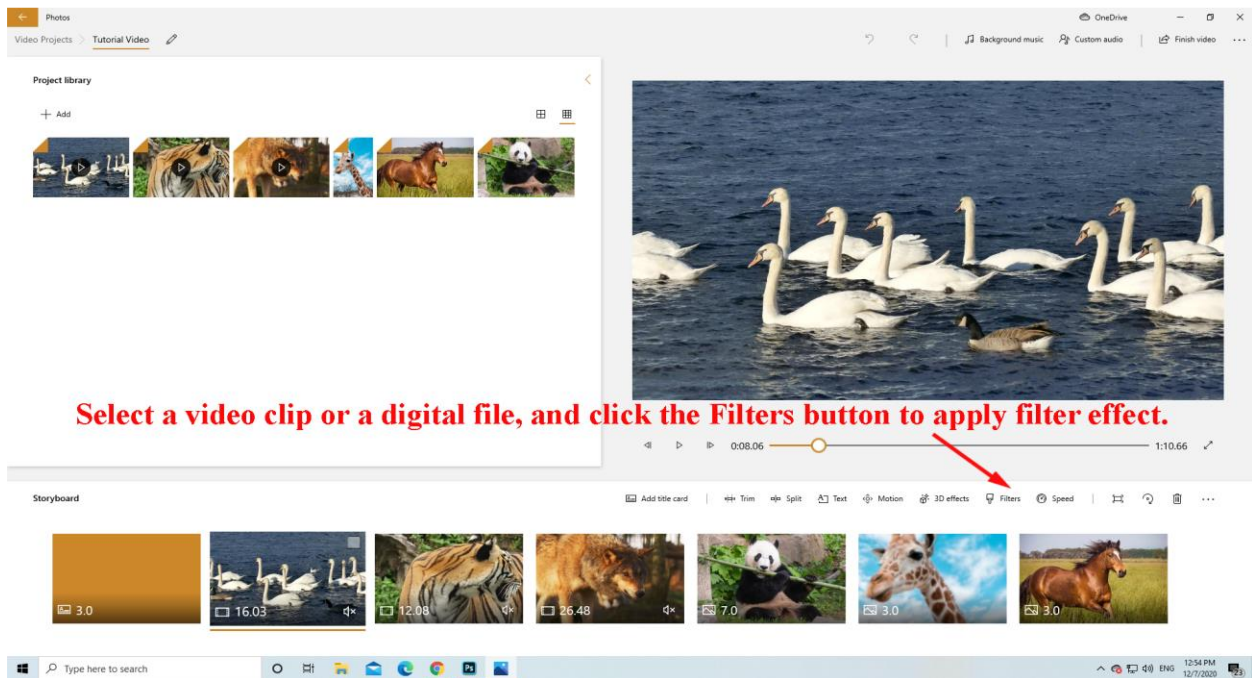 Photos
OneDrive
Video Projects > Tutorial Video
Background music
Custom audio
Finish video
Project library
+ Add
Select a video clip or a digital file, and click the Filters button to apply filter effect.
0:08.06
1:10.66
Storyboard
Add title card
Trim
Split
Text
Motion
3D effects
Filters
Speed
3.0
16.03
12.08
26.48
7.0
3.0
3.0
Type here to search
Ps
ENG
12:54 PM
12/7/2020
23